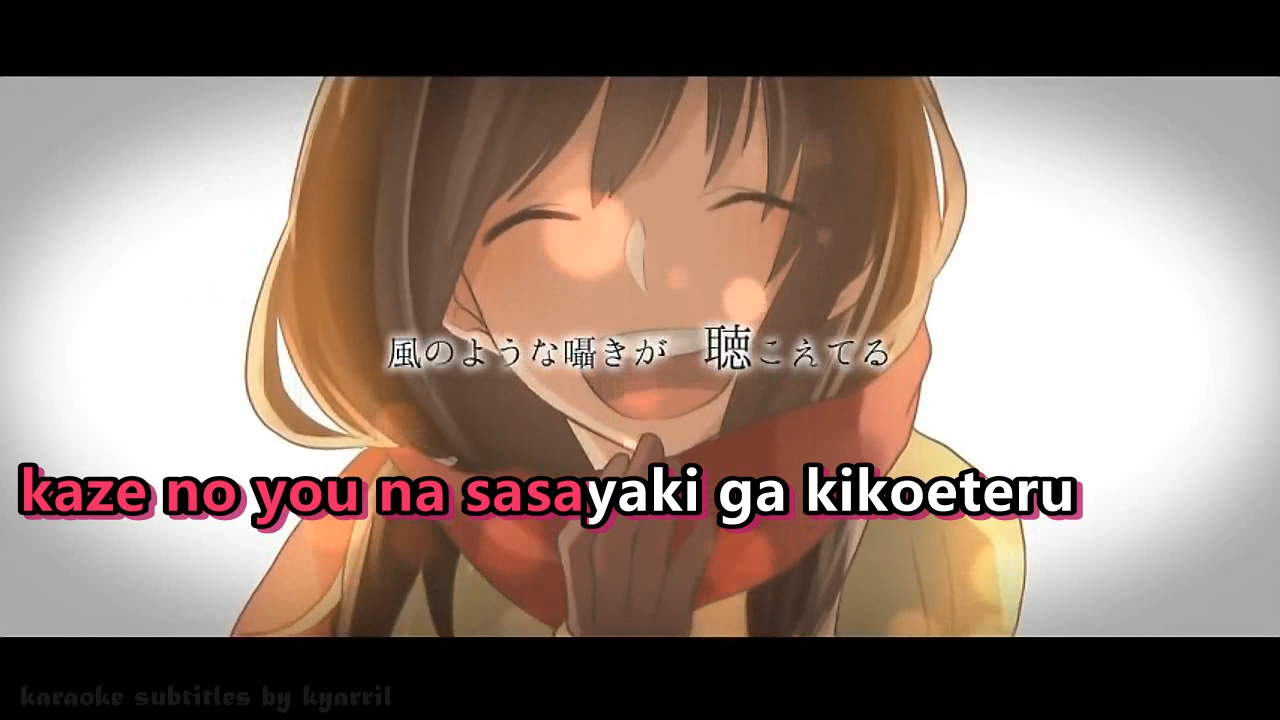 風のような囁きが　聴こえてる
kaze no you na sasayaki ga kikoeteru
karaoke subtitles by kyarril